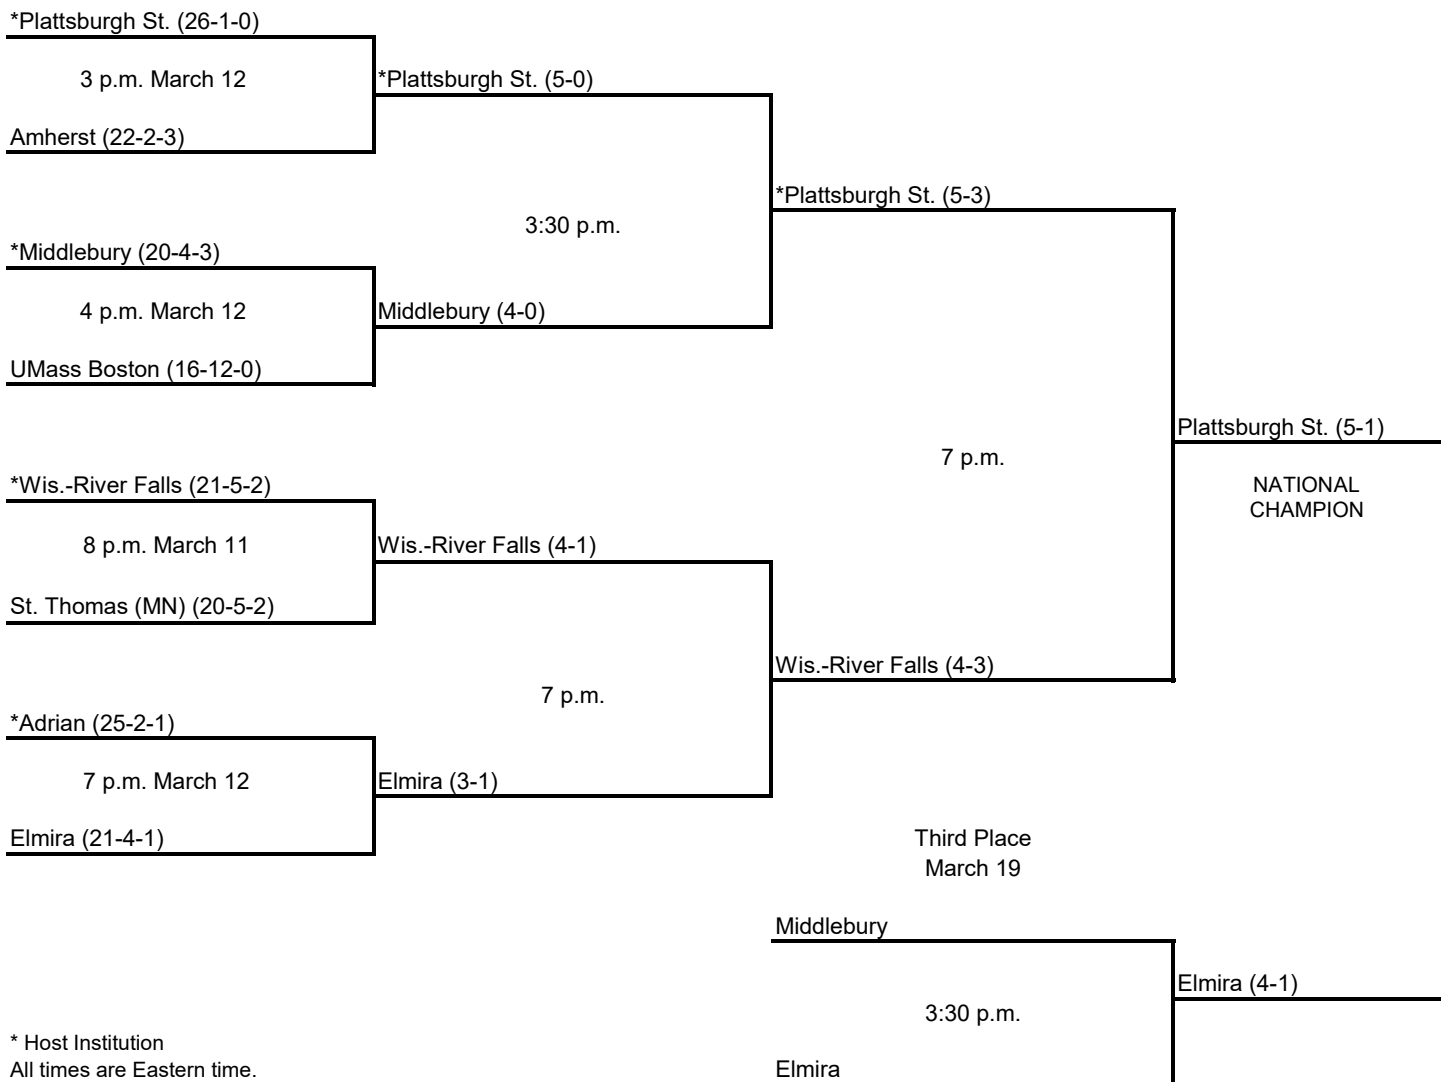 *Plattsburgh St. (26-1-0)
3 p.m. March 12
*Plattsburgh St. (5-0)
Amherst (22-2-3)
*Plattsburgh St. (5-3)
3:30 p.m.
*Middlebury (20-4-3)
4 p.m. March 12
Middlebury (4-0)
UMass Boston (16-12-0)
Plattsburgh St. (5-1)
7 p.m.
*Wis.-River Falls (21-5-2)
NATIONAL
CHAMPION
8 p.m. March 11
Wis.-River Falls (4-1)
St. Thomas (MN) (20-5-2)
Wis.-River Falls (4-3)
7 p.m.
*Adrian (25-2-1)
7 p.m. March 12
Elmira (3-1)
Elmira (21-4-1)
Third Place
March 19
Middlebury
Elmira (4-1)
3:30 p.m.
* Host Institution
All times are Eastern time.
Elmira